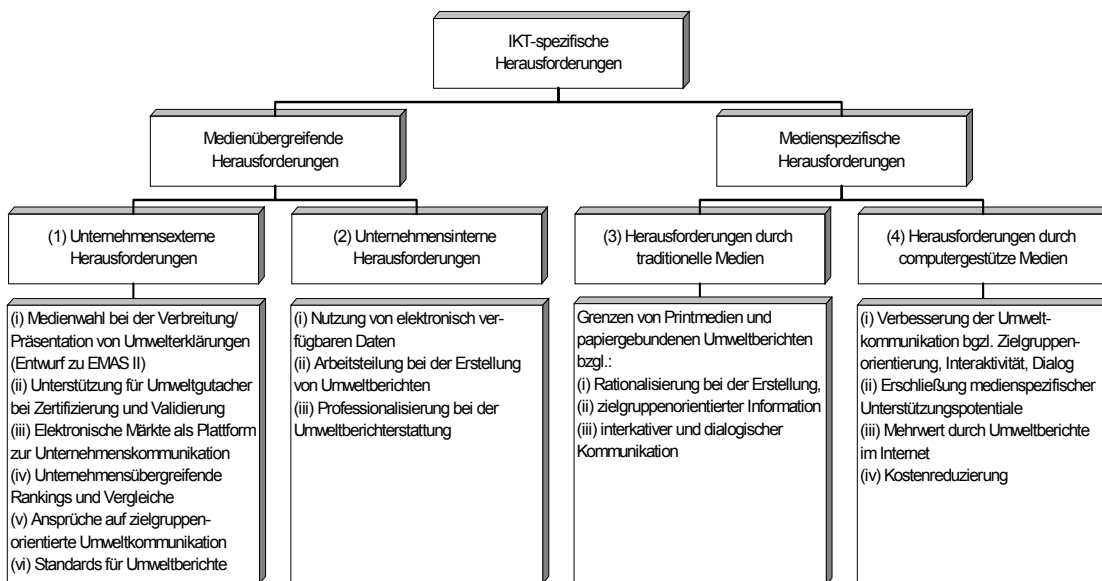 IKT-spezifische
Herausforderungen
Medienübergreifende
Herausforderungen
Medienspezifische
Herausforderungen
(1) Unternehmensexterne
Herausforderungen
(2) Unternehmensinterne
Herausforderungen
(3) Herausforderungen durch
traditionelle Medien
(4) Herausforderungen durch
computergestütze Medien
(i) Medienwahl bei der Verbreitung/
Präsentation von Umwelterklärungen
(Entwurf zu EMAS II)
(ii) Unterstützung für Umweltgutacher
bei Zertifizierung und Validierung
(iii) Elektronische Märkte als Plattform
zur Unternehmenskommunikation
(iv) Unternehmensübergreifende
Rankings und Vergleiche
(v) Ansprüche auf zielgruppen-
orientierte Umweltkommunikation
(vi) Standards für Umweltberichte
(i) Nutzung von elektronisch ver-
fügbaren Daten
(ii) Arbeitsteilung bei der Erstellung
von Umweltberichten
(iii) Professionalisierung bei der
Umweltberichterstattung
Grenzen von Printmedien und
papiergebundenen Umweltberichten
bzgl.:
(i) Rationalisierung bei der Erstellung,
(ii) zielgruppenorientierter Information
(iii) interkativer und dialogischer
Kommunikation
(i) Verbesserung der Umwelt-
kommunikation bgzl. Zielgruppen-
orientierung, Interaktivität, Dialog
(ii) Erschließung medienspezifischer
Unterstützungspotentiale
(iii) Mehrwert durch Umweltberichte
im Internet
(iv) Kostenreduzierung